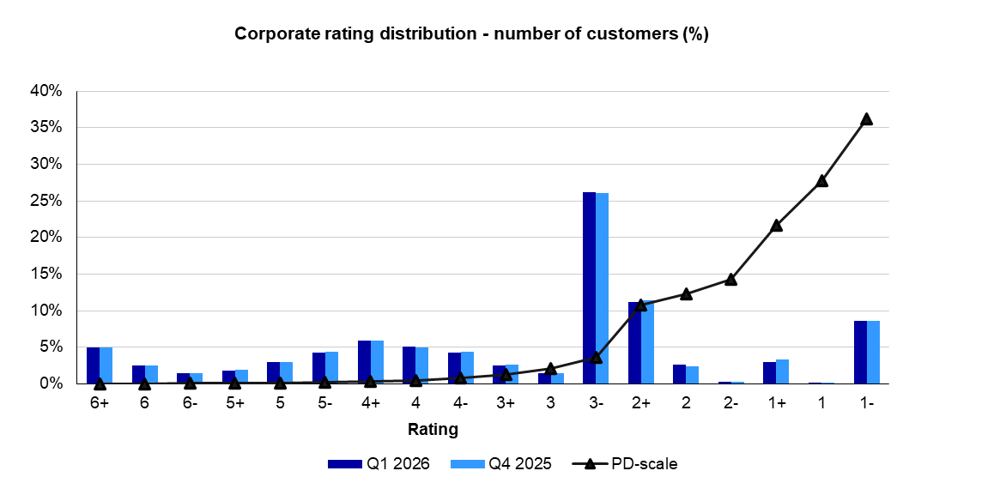 Corporate rating distribution - number of customers (%)
40%
35%
30%
25%
20%
15%
10%
5%
0%
6+ 6 6- 5+ 5 5- 4+ 4 4- 3+ 3 3- 2+ 2 2- 1+ 1 1-
Rating
Q1 2026 Q4 2025 PD-scale